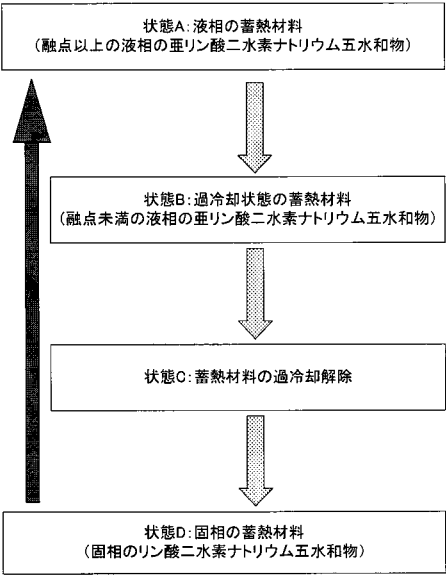 状態A:液相の蓄熱材料
(融点以上の液相の亜リン酸二水素ナトリウム五水和物)
状態B:過冷却状態の蓄熱材料
(融点未満の液相の亜リン酸二水素ナトリウム五水和物)
状態C:蓄熱材料の過冷却解除
状態D:固相の蓄熱材料
(固相のリン酸二水素ナトリウム五水和物)